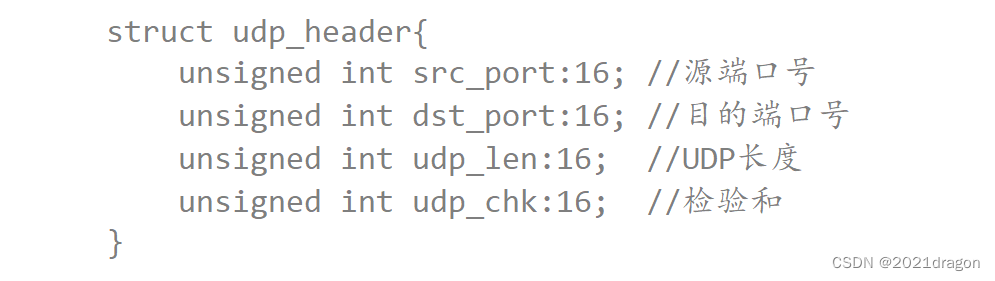 struct udp_header{
    unsigned int src_port:16; //源端口号
    unsigned int dst_port:16; //目的端口号
    unsigned int udp_len:16;  //UDP长度
    unsigned int udp_chk:16;  //检验和
}
CSDN @2021dragon